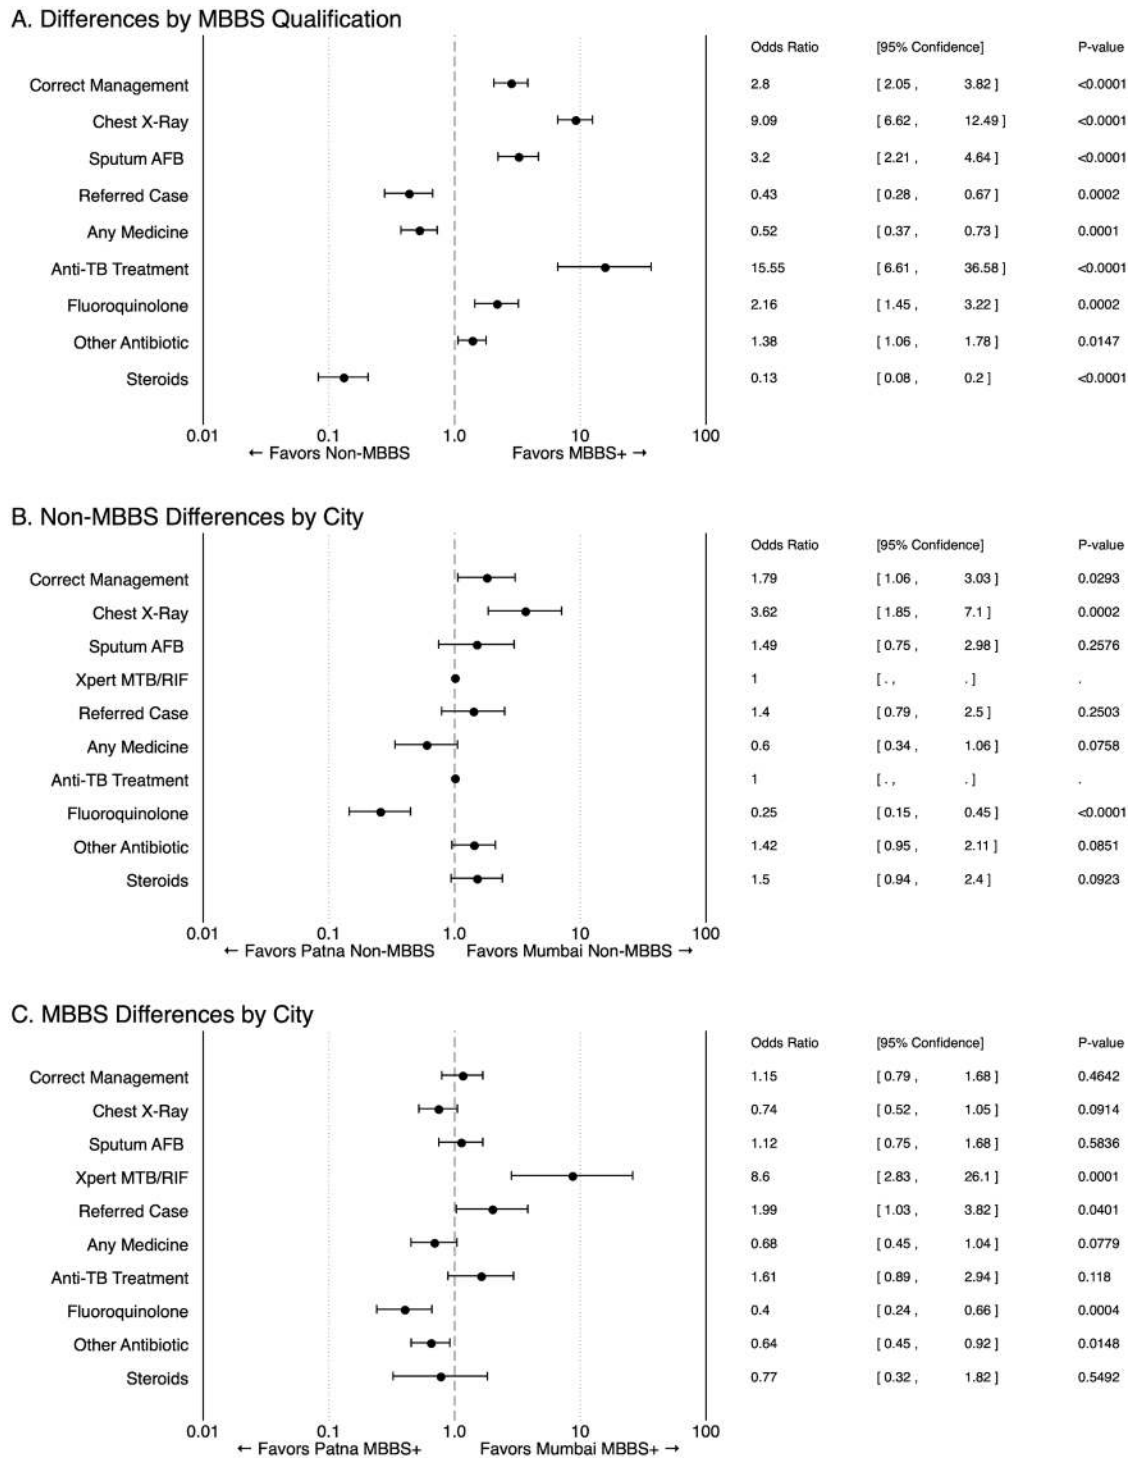 A. Differences by MBBS Qualification
Odds Ratio [95% Confidence] P-value
Correct Management 2.8 [ 2.05 , 3.82 ] <0.0001
Chest X-Ray 9.09 [ 6.62 , 12.49 ] <0.0001
Sputum AFB 3.2 [ 2.21 , 4.64 ] <0.0001
Referred Case 0.43 [ 0.28 , 0.67 ] 0.0002
Any Medicine 0.52 [ 0.37 , 0.73 ] 0.0001
Anti-TB Treatment 15.55 [ 6.61 , 36.58 ] <0.0001
Fluoroquinolone 2.16 [ 1.45 , 3.22 ] 0.0002
Other Antibiotic 1.38 [ 1.06 , 1.78 ] 0.0147
Steroids 0.13 [ 0.08 , 0.2 ] <0.0001
0.01 0.1 1.0 10 100
← Favors Non-MBBS Favors MBBS+ →
B. Non-MBBS Differences by City
Odds Ratio [95% Confidence] P-value
Correct Management 1.79 [ 1.06 , 3.03 ] 0.0293
Chest X-Ray 3.62 [ 1.85 , 7.1 ] 0.0002
Sputum AFB 1.49 [ 0.75 , 2.98 ] 0.2576
Xpert MTB/RIF 1 [ . , . ] .
Referred Case 1.4 [ 0.79 , 2.5 ] 0.2503
Any Medicine 0.6 [ 0.34 , 1.06 ] 0.0758
Anti-TB Treatment 1 [ . , . ] .
Fluoroquinolone 0.25 [ 0.15 , 0.45 ] <0.0001
Other Antibiotic 1.42 [ 0.95 , 2.11 ] 0.0851
Steroids 1.5 [ 0.94 , 2.4 ] 0.0923
0.01 0.1 1.0 10 100
← Favors Patna Non-MBBS Favors Mumbai Non-MBBS →
C. MBBS Differences by City
Odds Ratio [95% Confidence] P-value
Correct Management 1.15 [ 0.79 , 1.68 ] 0.4642
Chest X-Ray 0.74 [ 0.52 , 1.05 ] 0.0914
Sputum AFB 1.12 [ 0.75 , 1.68 ] 0.5836
Xpert MTB/RIF 8.6 [ 2.83 , 26.1 ] 0.0001
Referred Case 1.99 [ 1.03 , 3.82 ] 0.0401
Any Medicine 0.68 [ 0.45 , 1.04 ] 0.0779
Anti-TB Treatment 1.61 [ 0.89 , 2.94 ] 0.118
Fluoroquinolone 0.4 [ 0.24 , 0.66 ] 0.0004
Other Antibiotic 0.64 [ 0.45 , 0.92 ] 0.0148
Steroids 0.77 [ 0.32 , 1.82 ] 0.5492
0.01 0.1 1.0 10 100
← Favors Patna MBBS+ Favors Mumbai MBBS+ →